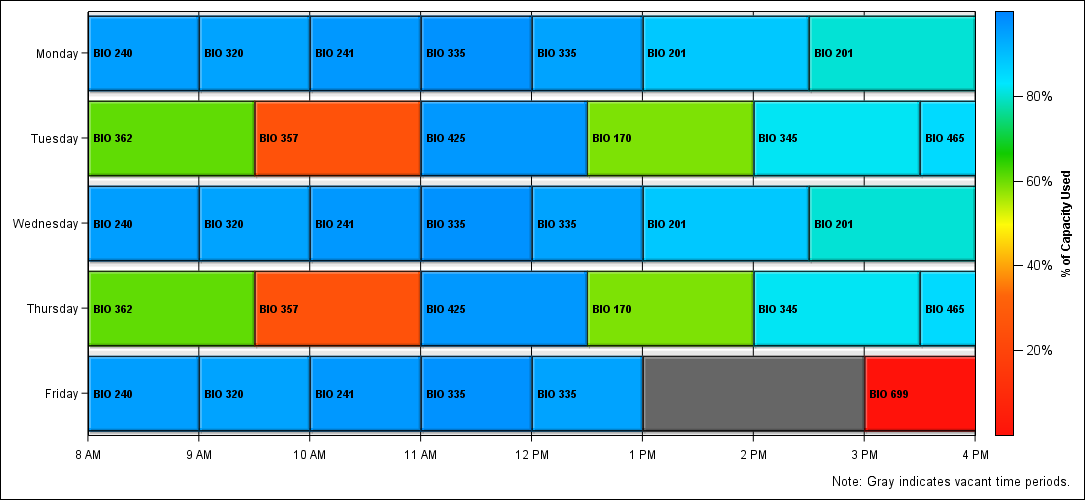 Monday BIO 240 BIO 320 BIO 241 BIO 335 BIO 335 BIO 201 BIO 201
80%
Tuesday BIO 362 BIO 357 BIO 425 BIO 170 BIO 345 BIO 465
60%
Wednesday BIO 240 BIO 320 BIO 241 BIO 335 BIO 335 BIO 201 BIO 201
% of Capacity Used
40%
Thursday BIO 362 BIO 357 BIO 425 BIO 170 BIO 345 BIO 465
20%
Friday BIO 240 BIO 320 BIO 241 BIO 335 BIO 335 BIO 699
8 AM 9 AM 10 AM 11 AM 12 PM 1 PM 2 PM 3 PM 4 PM
Note: Gray indicates vacant time periods.